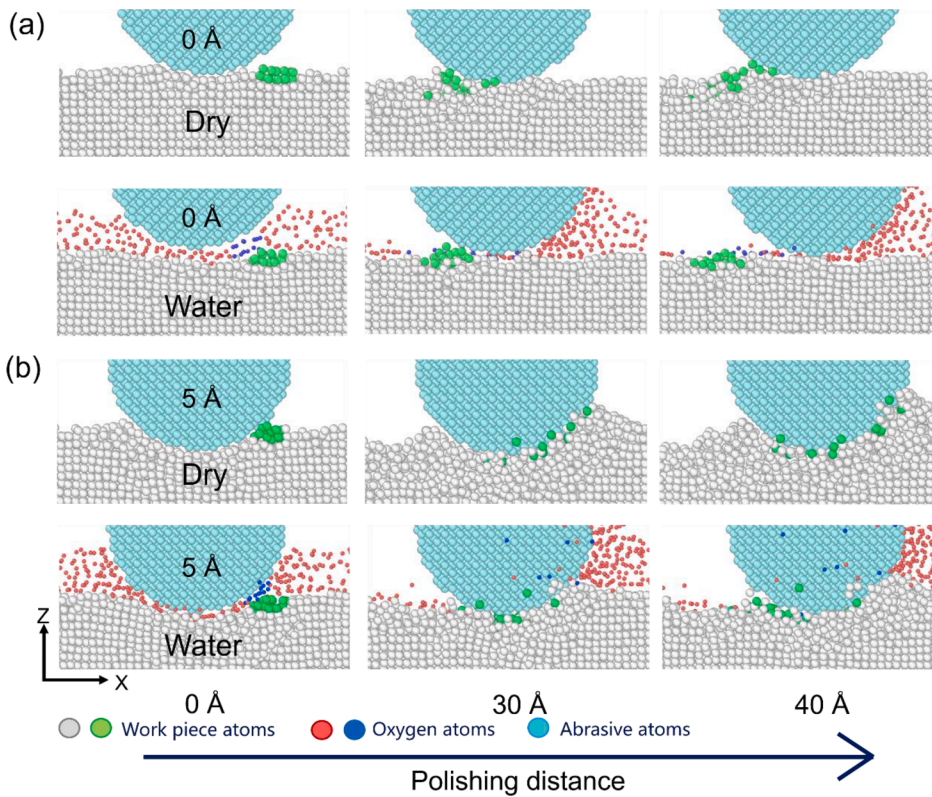 (a)
0 Å
Dry
0 Å
Water
(b)
5 Å
Dry
5 Å
Water
Z
X
0 Å 30 Å 40 Å
Work piece atoms Oxygen atoms Abrasive atoms
Polishing distance